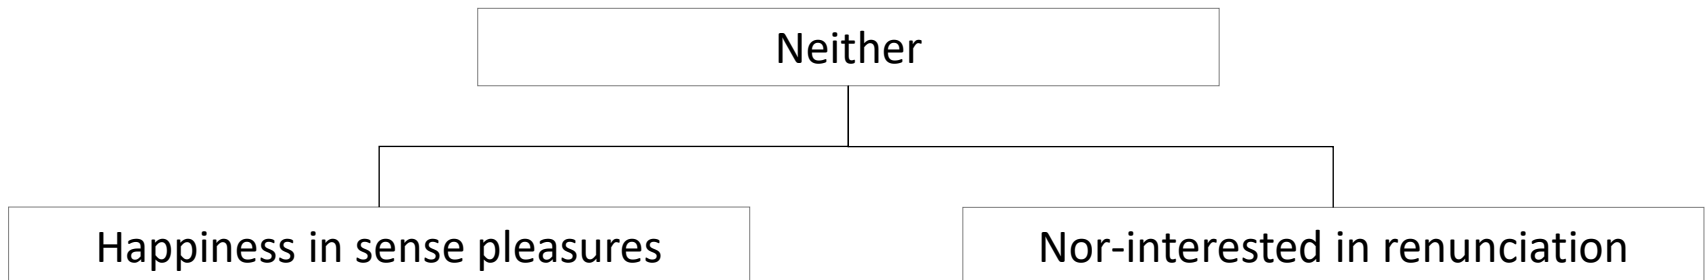 Neither
Happiness in sense pleasures
Nor-interested in renunciation